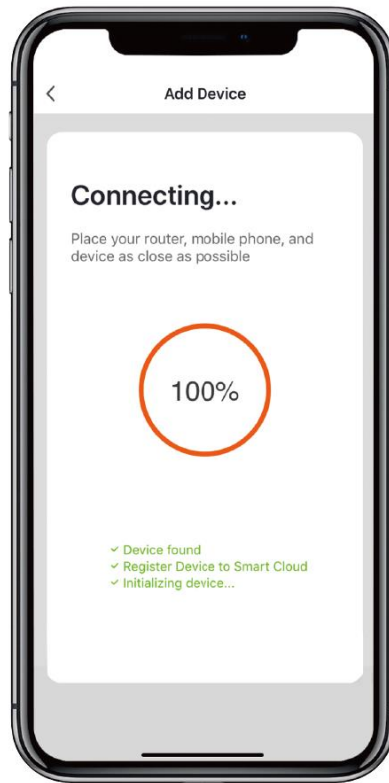 Add Device
Connecting...
Place your router, mobile phone, and
device as close as possible
100%
✓ Device found
✓ Register Device to Smart Cloud
✓ Initializing device...